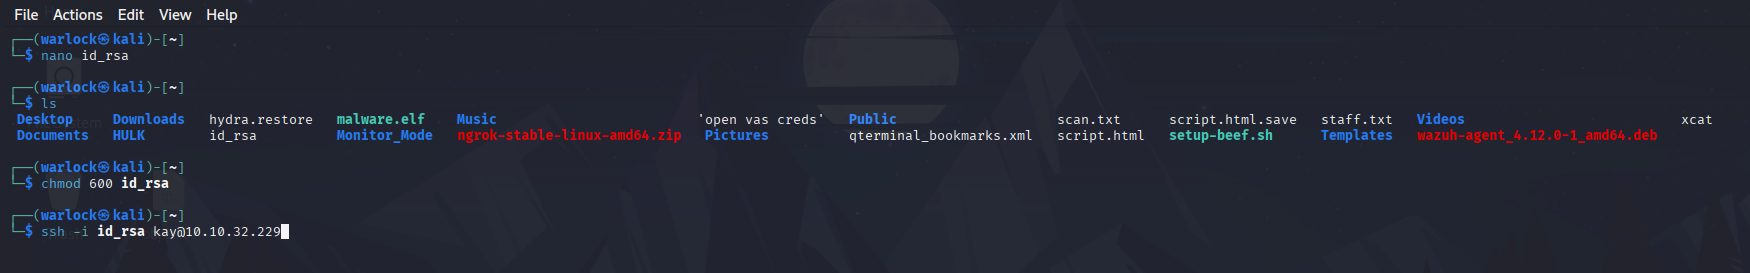 File Actions Edit View Help
┌──(warlock㉿kali)-[~]
└─$ nano id_rsa
┌──(warlock㉿kali)-[~]
└─$ ls
Desktop Downloads hydra.restore malware.elf Music 'open vas creds' Public scan.txt script.html.save staff.txt Videos xcat
Documents HULK id_rsa Monitor_Mode ngrok-stable-linux-amd64.zip Pictures qterminal_bookmarks.xml script.html setup-beef.sh Templates wazuh-agent_4.12.0-1_amd64.deb
┌──(warlock㉿kali)-[~]
└─$ chmod 600 id_rsa
┌──(warlock㉿kali)-[~]
└─$ ssh -i id_rsa kay@10.10.32.229